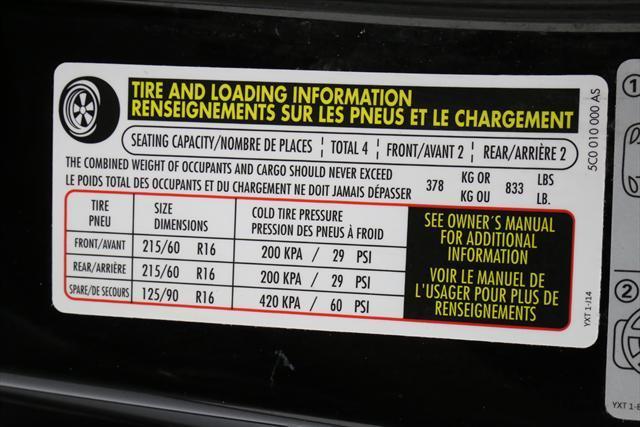 TIRE AND LOADING INFORMATION
RENSEIGNEMENTS SUR LES PNEUS ET LE CHARGEMENT
SEATING CAPACITY/NOMBRE DE PLACES TOTAL 4 FRONT/AVANT 2 REAR/ARRIÈRE 2
THE COMBINED WEIGHT OF OCCUPANTS AND CARGO SHOULD NEVER EXCEED
LE POIDS TOTAL DES OCCUPANTS ET DU CHARGEMENT NE DOIT JAMAIS DÉPASSER
378 KG OR 833 LBS
KG OU LB.
TIRE SIZE COLD TIRE PRESSURE
PNEU DIMENSIONS PRESSION DES PNEUS À FROID
FRONT/AVANT 215/60 R16 200 KPA / 29 PSI
REAR/ARRIÈRE 215/60 R16 200 KPA / 29 PSI
SPARE/DE SECOURS 125/90 R16 420 KPA / 60 PSI
SEE OWNER´S MANUAL
FOR ADDITIONAL
INFORMATION
VOIR LE MANUEL DE
L'USAGER POUR PLUS DE
RENSEIGNEMENTS
5C0 010 000 AS
YXT 1-J14
①
②